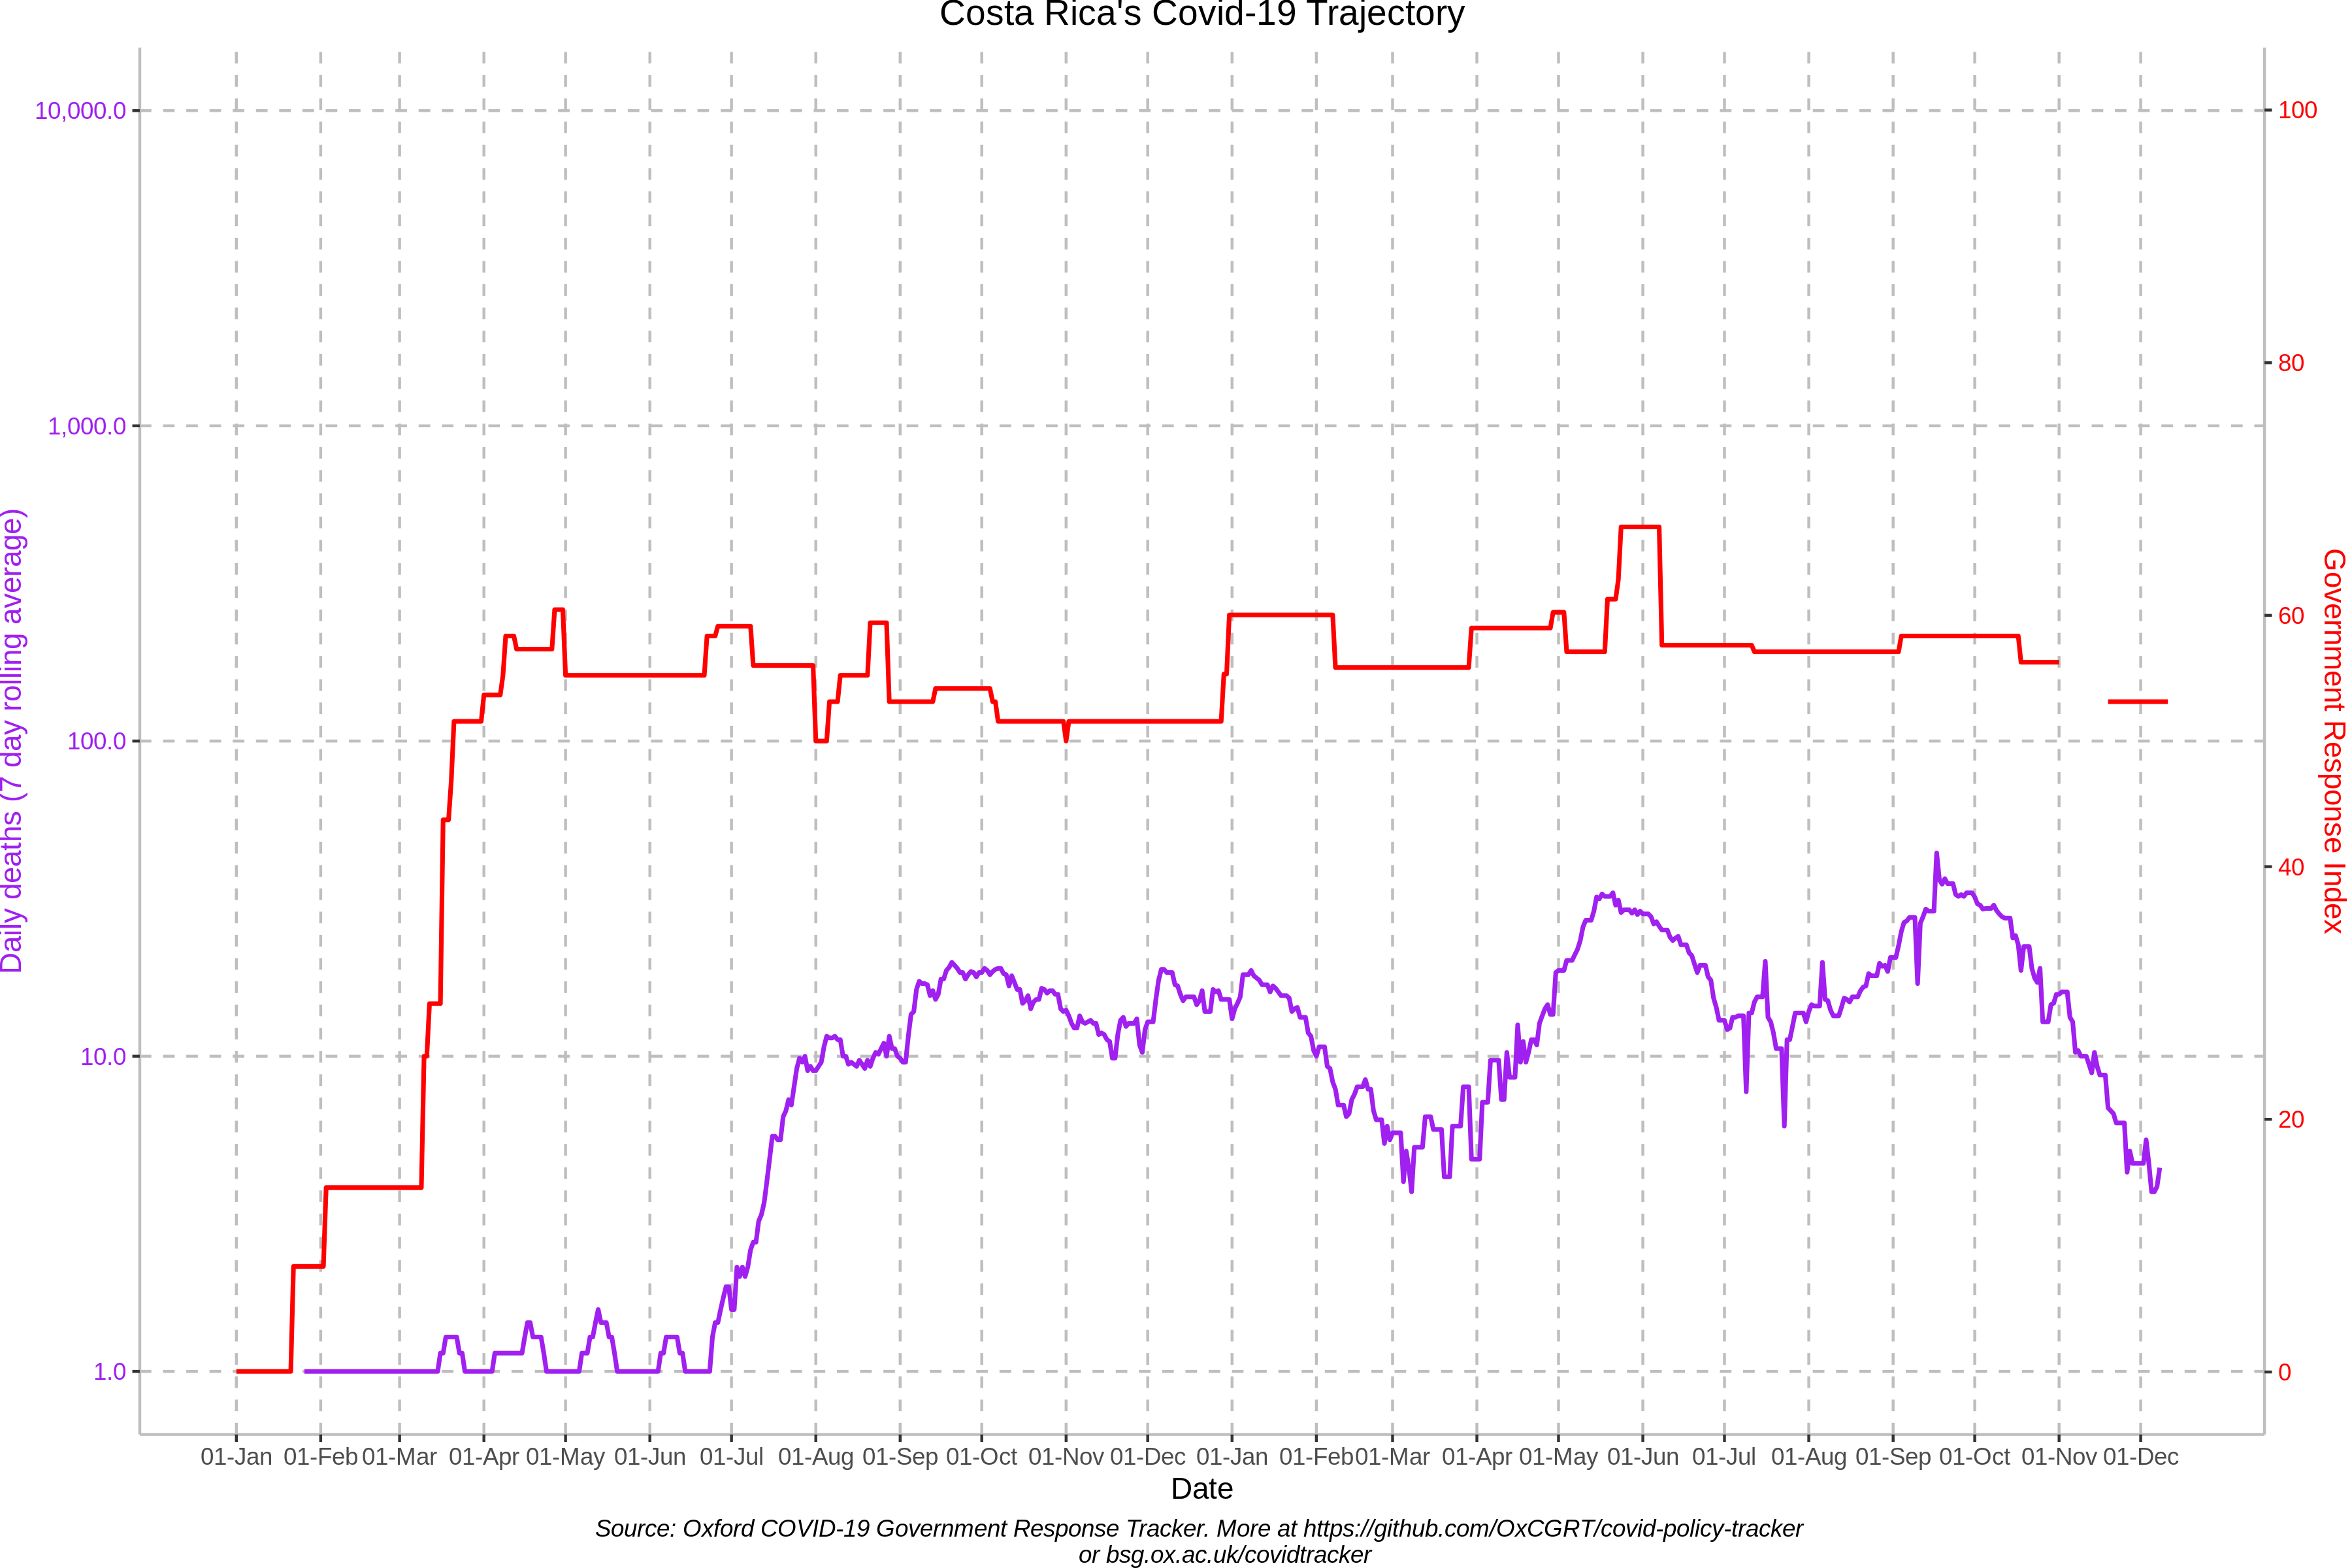 Costa Rica's Covid-19 Trajectory
10,000.0
1,000.0
100.0
10.0
1.0
Daily deaths (7 day rolling average)
100
80
60
40
20
0
Government Response Index
01-Jan 01-Feb 01-Mar 01-Apr 01-May 01-Jun 01-Jul 01-Aug 01-Sep 01-Oct 01-Nov 01-Dec 01-Jan 01-Feb 01-Mar 01-Apr 01-May 01-Jun 01-Jul 01-Aug 01-Sep 01-Oct 01-Nov 01-Dec
Date
Source: Oxford COVID-19 Government Response Tracker. More at https://github.com/OxCGRT/covid-policy-tracker
or bsg.ox.ac.uk/covidtracker